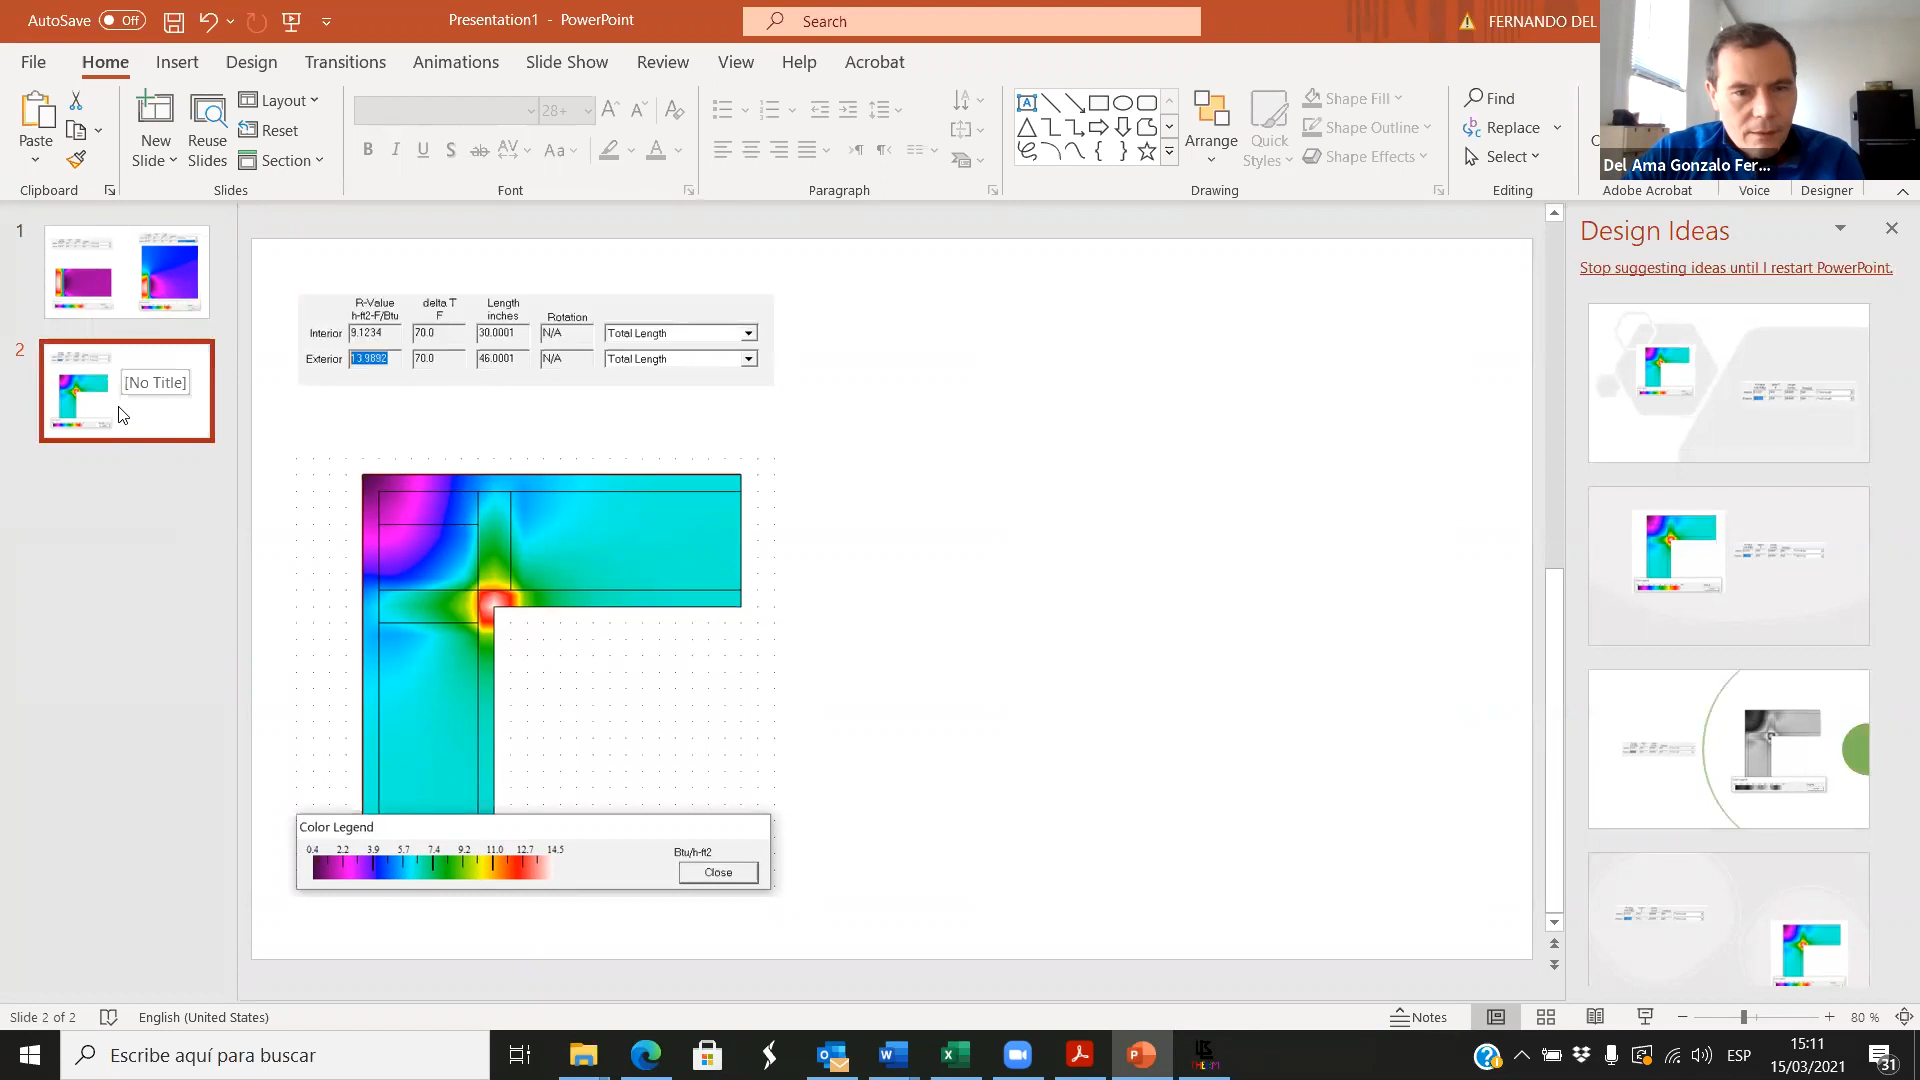 AutoSave Off
Presentation1 - PowerPoint
Search
FERNANDO DEL
File Home Insert Design Transitions Animations Slide Show Review View Help Acrobat
Paste
New Slide
Reuse Slides
Layout
Reset
Section
28+
Find
Replace
Select
Arrange
Quick Styles
Shape Fill
Shape Outline
Shape Effects
Del Ama Gonzalo Fer...
Clipboard Slides Font Paragraph Drawing Editing Adobe Acrobat Voice Designer
1
2
[No Title]
R-Value delta T Length
h-ft2-F/Btu F inches Rotation
Interior 9.1234 70.0 30.0001 N/A Total Length
Exterior 13.9892 70.0 46.0001 N/A Total Length
Color Legend
0.4 2.2 3.9 5.7 7.4 9.2 11.0 12.7 14.5
Btu/h-ft2
Close
Design Ideas
Stop suggesting ideas until I restart PowerPoint.
Slide 2 of 2 English (United States)
Notes
80 %
Escribe aquí para buscar
THERM
ESP
15:11
15/03/2021
31